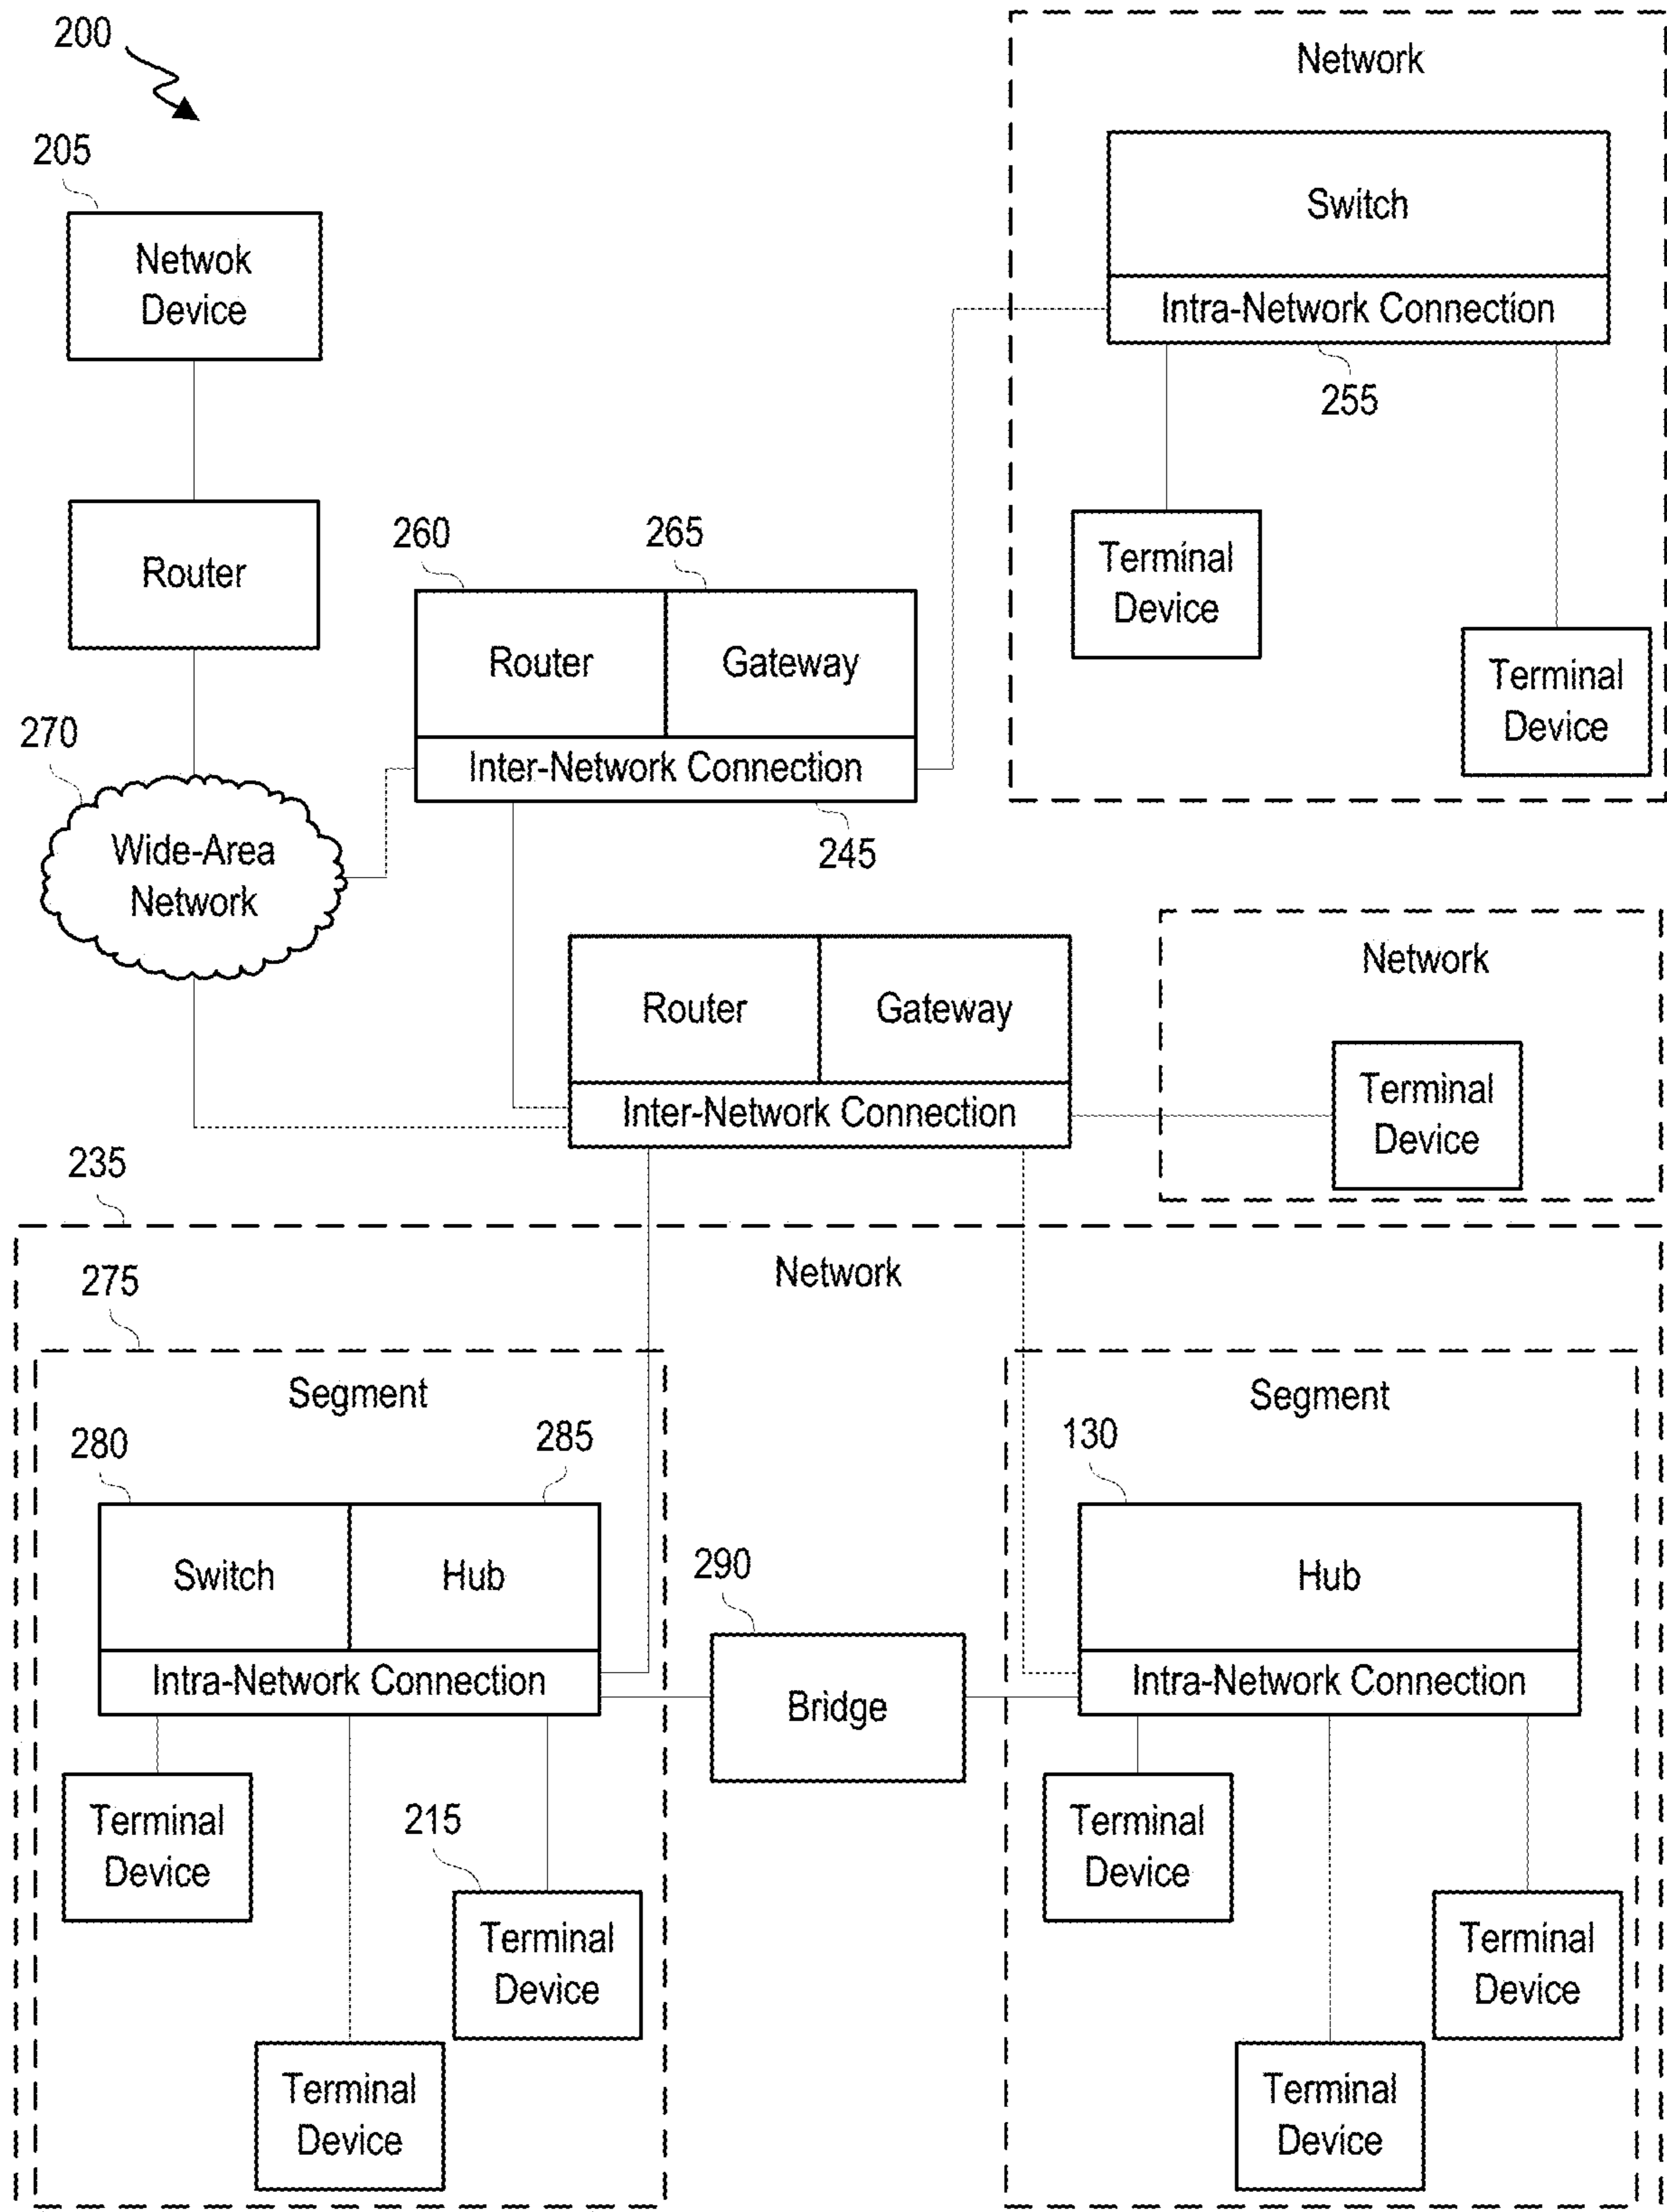 200
Network
205
Switch
Netwok
Device
Intra-Network Connection
255
Router
260
265
Terminal
Device
Router
Gateway
Terminal
Device
270
Inter-Network Connection
245
Wide-Area
Network
Network
Router
Gateway
Terminal
Device
Inter-Network Connection
235
Network
275
Segment
Segment
280
285
130
Switch
Hub
290
Hub
Intra-Network Connection
Bridge
Intra-Network Connection
Terminal
Device
215
Terminal
Device
Terminal
Device
Terminal
Device
Terminal
Device
Terminal
Device